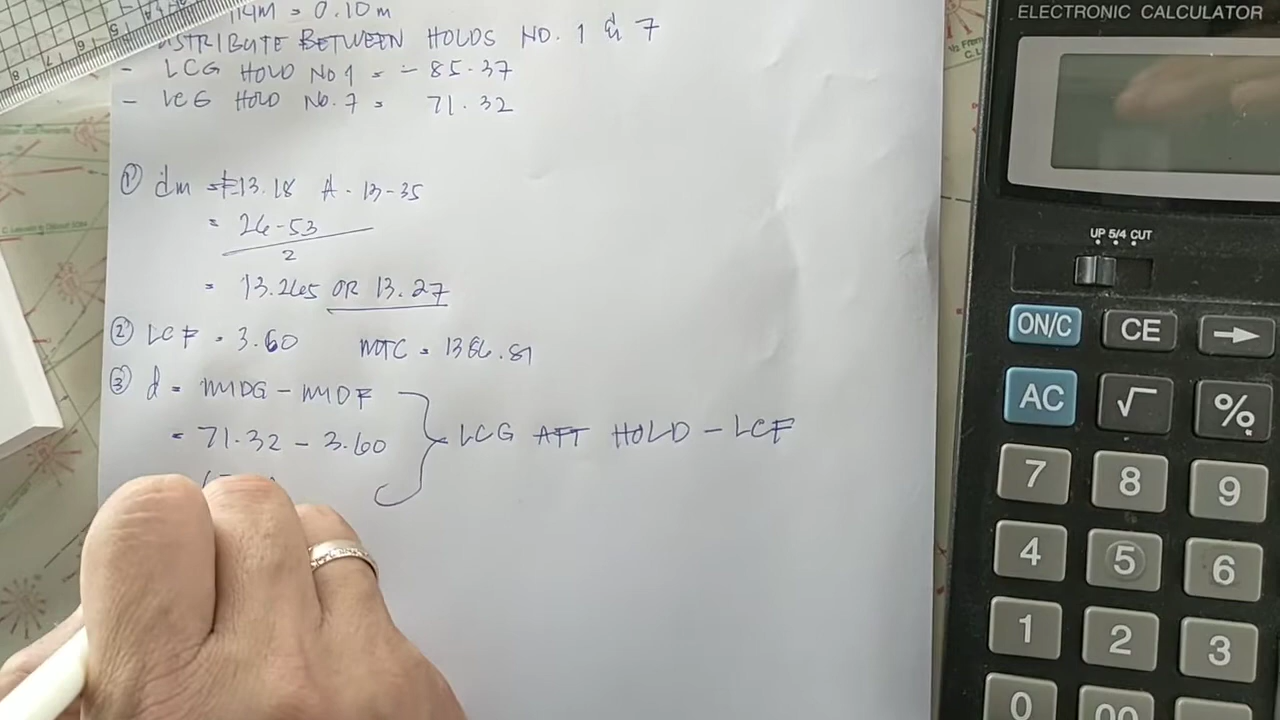 TRIM = 0.10m
DISTRIBUTE BETWEEN HOLDS NO. 1 & 7
- LCG HOLD NO 1 = - 85.37
- LCG HOLD NO. 7 = 71.32
① dm = F 13.18 A - 13-35
= 26-53
2
= 13.265 OR 13.27
② LCF = 3.60 MTC = 1386.81
③ d = MIDG - MIDF
= 71.32 - 3.60
LCG AFT HOLD - LCF
ELECTRONIC CALCULATOR
UP 5/4 CUT
ON/C CE →
AC √ %
7 8 9
4 5 6
1 2 3
0 00